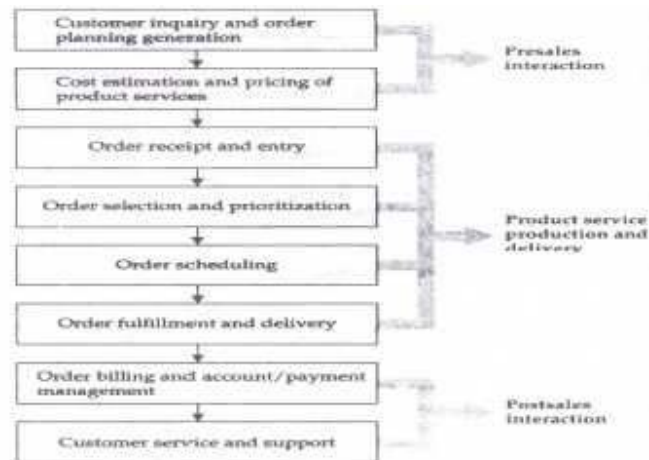 Customer inquiry and order
planning generation
Cost estimation and pricing of
product services
Presales
interaction
Order receipt and entry
Order selection and prioritization
Order scheduling
Order fulfillment and delivery
Product service
production and
delivery
Order billing and account/payment
management
Customer service and support
Postsales
interaction